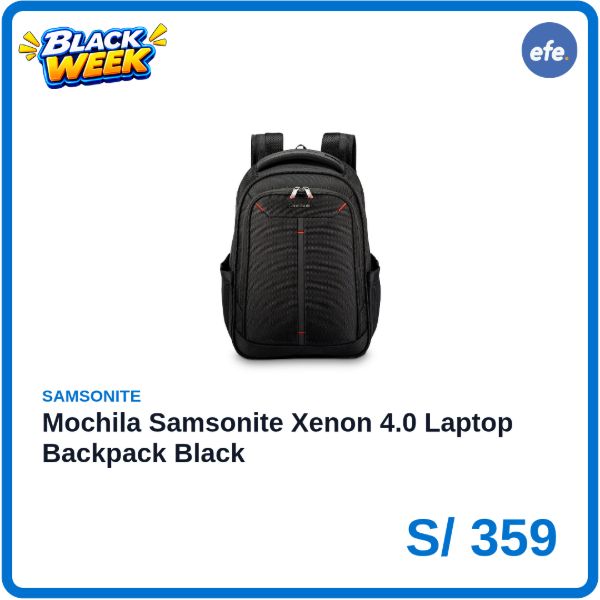 BLACK
WEEK
efe.
SAMSONITE
Mochila Samsonite Xenon 4.0 Laptop
Backpack Black
S/ 359